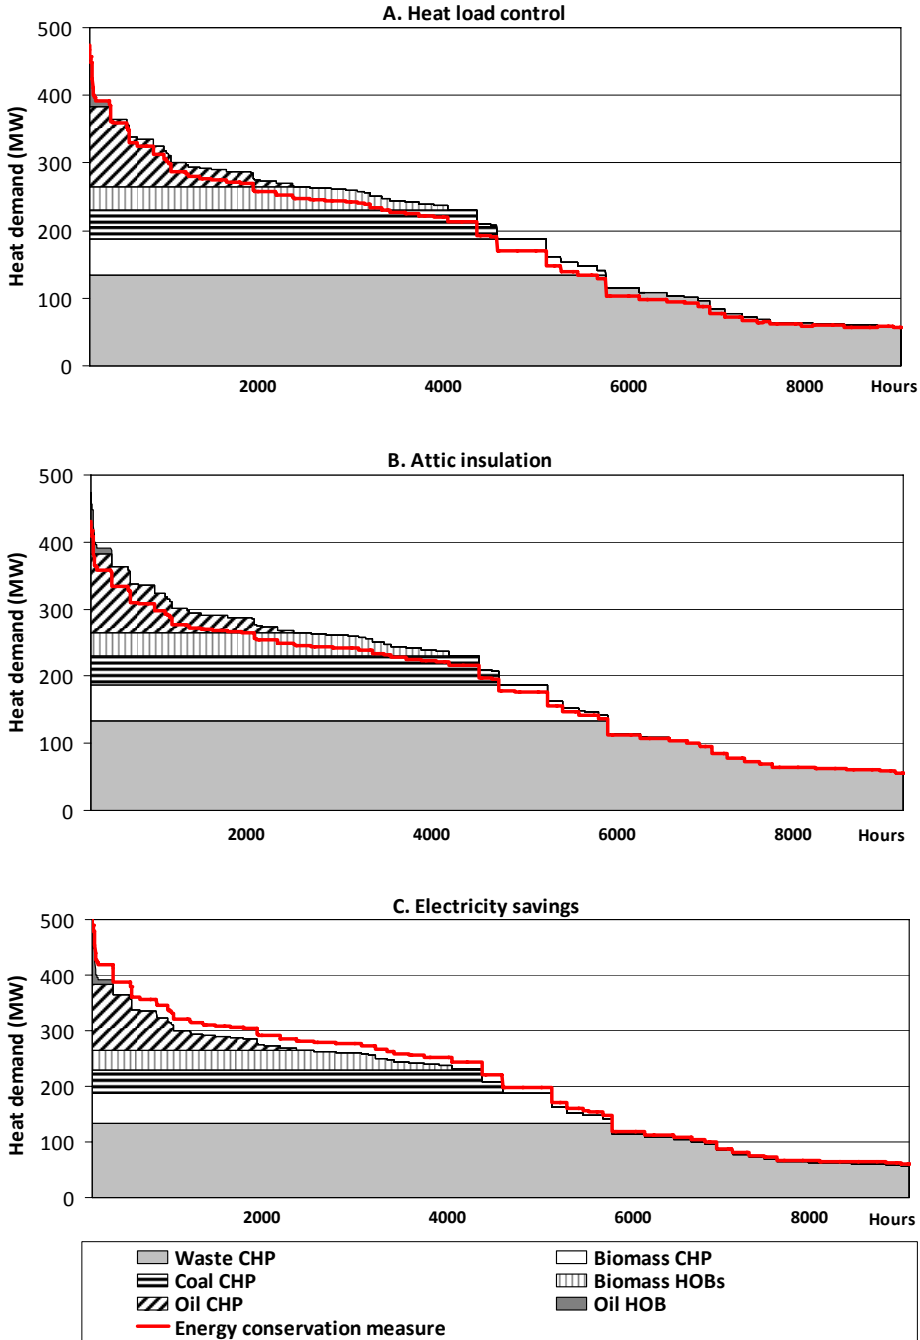 A. Heat load control
500
400
300
200
100
0
Heat demand (MW)
2000 4000 6000 8000 Hours
B. Attic insulation
500
400
300
200
100
0
Heat demand (MW)
2000 4000 6000 8000 Hours
C. Electricity savings
500
400
300
200
100
0
Heat demand (MW)
2000 4000 6000 8000 Hours
Waste CHP Biomass CHP
Coal CHP Biomass HOBs
Oil CHP Oil HOB
Energy conservation measure